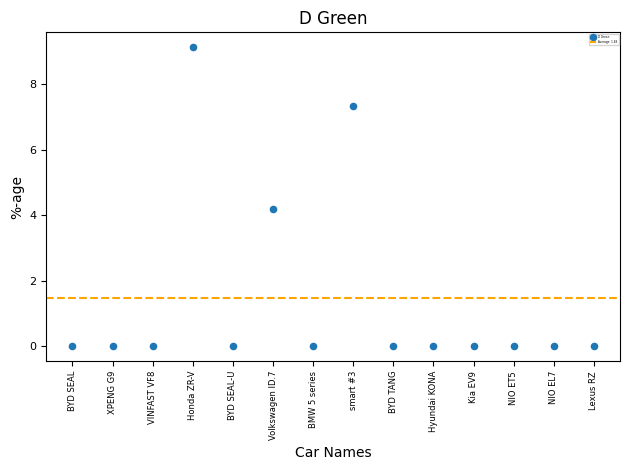 D Green
D Green
8
6
4
2
0
%-age
BYD SEAL
XPENG G9
VINFAST VF8
Honda ZR-V
BYD SEAL-U
Volkswagen ID.7
BMW 5 series
smart #3
BYD TANG
Hyundai KONA
Kia EV9
NIO ET5
NIO EL7
Lexus RZ
Car Names